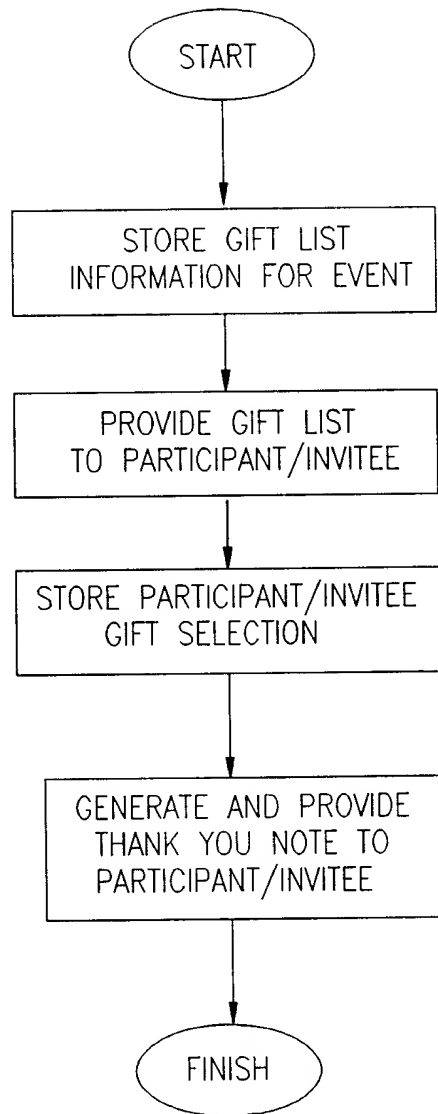 START
STORE GIFT LIST
INFORMATION FOR EVENT
PROVIDE GIFT LIST
TO PARTICIPANT/INVITEE
STORE PARTICIPANT/INVITEE
GIFT SELECTION
GENERATE AND PROVIDE
THANK YOU NOTE TO
PARTICIPANT/INVITEE
FINISH